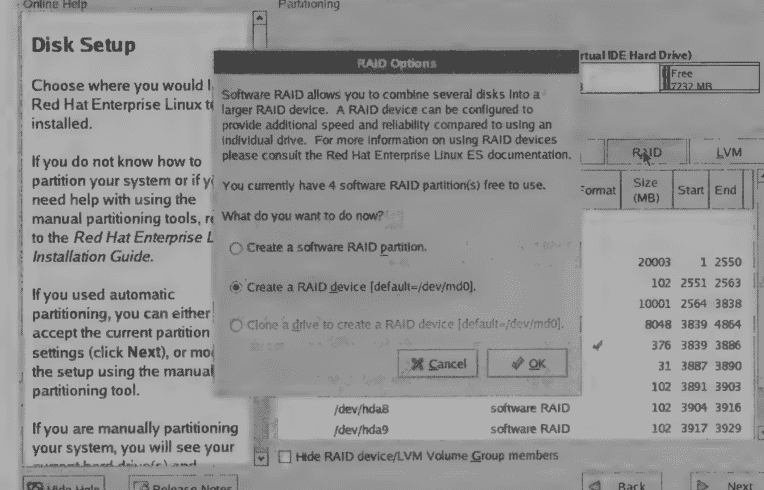 Online Help
Disk Setup
Choose where you would l
Red Hat Enterprise Linux to
installed.
If you do not know how to
partition your system or if y
need help with using the
manual partitioning tools, r
to the Red Hat Enterprise L
Installation Guide.
If you used automatic
partitioning, you can either
accept the current partition
settings (click Next), or mo
the setup using the manual
partitioning tool.
If you are manually partitioning
your system, you will see your
current hard drive(s) and
Hide Help
Release Notes
Partitioning
rtual IDE Hard Drive)
Free
7232 MB
RAID
LVM
Format
Size
(MB)
Start
End
20003 1 2550
102 2551 2563
10001 2564 3838
8048 3839 4864
376 3839 3886
31 3887 3890
102 3891 3903
/dev/hda8 software RAID 102 3904 3916
/dev/hda9 software RAID 102 3917 3929
Hide RAID device/LVM Volume Group members
Back
Next
RAID Options
Software RAID allows you to combine several disks into a
larger RAID device. A RAID device can be configured to
provide additional speed and reliability compared to using an
individual drive. For more information on using RAID devices
please consult the Red Hat Enterprise Linux ES documentation.
You currently have 4 software RAID partition(s) free to use.
What do you want to do now?
Create a software RAID partition.
Create a RAID device [default=/dev/md0].
Clone a drive to create a RAID device [default=/dev/md0].
Cancel
OK